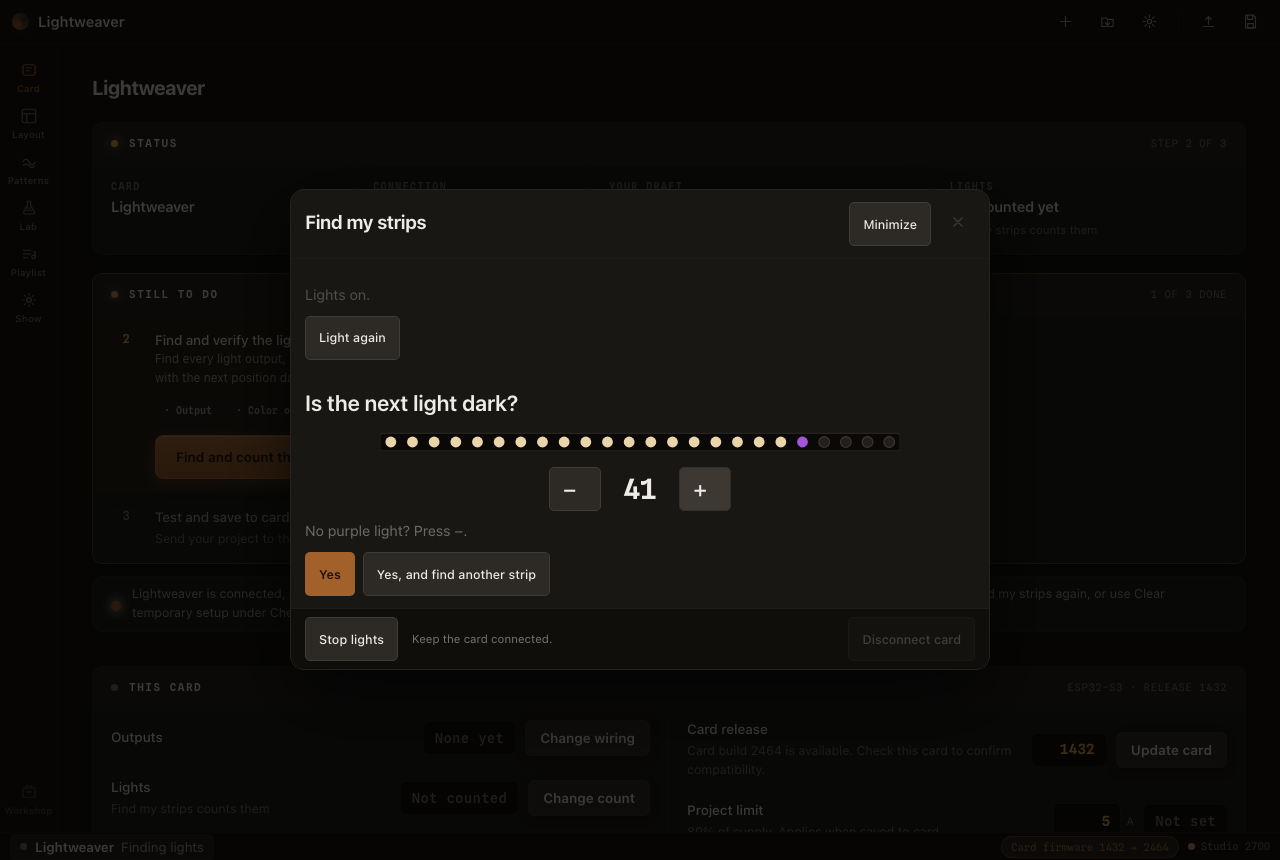 Lightweaver
Card
Layout
Patterns
Lab
Playlist
Show
Workshop
Lightweaver
STATUS
STEP 2 OF 3
CARD
CONNECTION
YOUR DRAFT
LIGHTS
Lightweaver
ounted yet
strips counts them
STILL TO DO
1 OF 3 DONE
2
Find and verify the lig
Find every light output,
with the next position da
· Output
· Color o
Find and count th
3
Test and save to card
Send your project to th
Find my strips
Minimize
×
Lights on.
Light again
Is the next light dark?
−
41
+
No purple light? Press −.
Yes
Yes, and find another strip
Stop lights
Keep the card connected.
Disconnect card
Lightweaver is connected,
d my strips again, or use Clear
temporary setup under Che
THIS CARD
ESP32-S3 · RELEASE 1432
Outputs
None yet
Change wiring
Lights
Find my strips counts them
Not counted
Change count
Card release
Card build 2464 is available. Check this card to confirm
compatibility.
1432
Update card
Project limit
80% of supply. Applies when saved to card
5
A
Not set
Lightweaver
Finding lights
Card firmware 1432 → 2464
Studio 2700